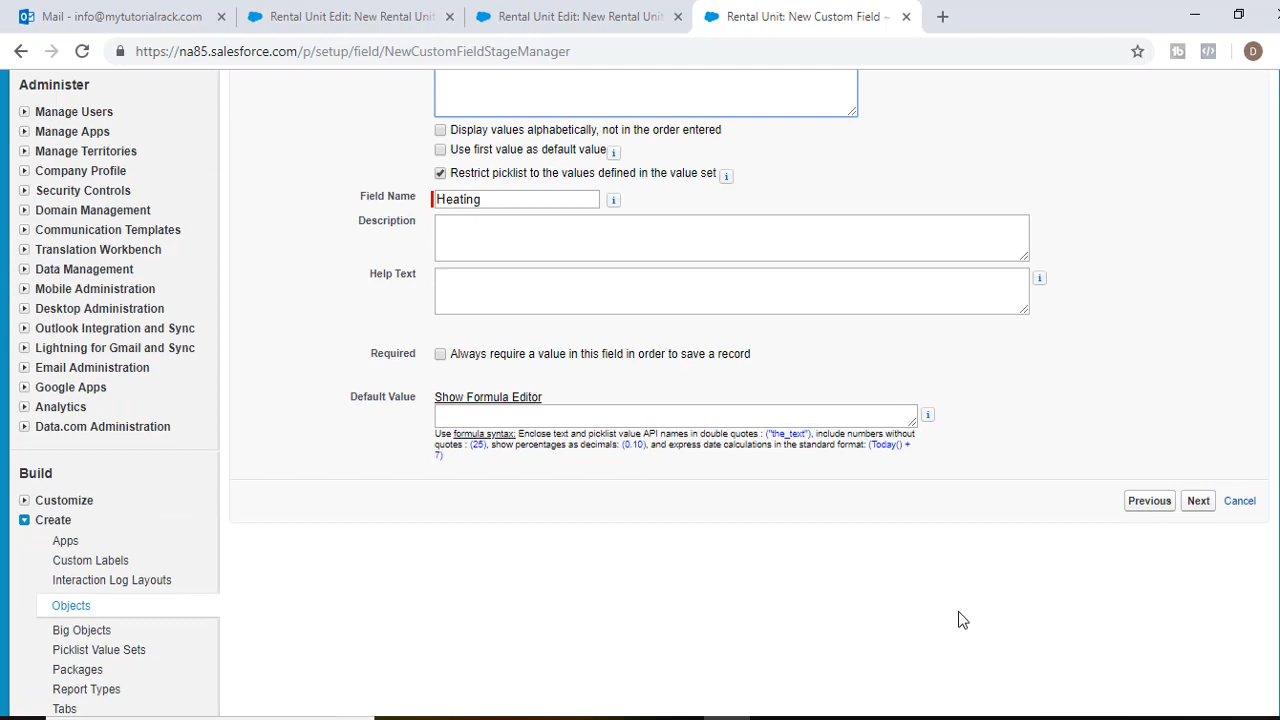 Mail - info@mytutorialrack.com
Rental Unit Edit: New Rental Unit
Rental Unit Edit: New Rental Unit
Rental Unit: New Custom Field ~
https://na85.salesforce.com/p/setup/field/NewCustomFieldStageManager
D
Administer
Manage Users
Manage Apps
Manage Territories
Company Profile
Security Controls
Domain Management
Communication Templates
Translation Workbench
Data Management
Mobile Administration
Desktop Administration
Outlook Integration and Sync
Lightning for Gmail and Sync
Email Administration
Google Apps
Analytics
Data.com Administration
Build
Customize
Create
Apps
Custom Labels
Interaction Log Layouts
Objects
Big Objects
Picklist Value Sets
Packages
Report Types
Tabs
Display values alphabetically, not in the order entered
Use first value as default value
Restrict picklist to the values defined in the value set
Field Name Heating
Description
Help Text
Required Always require a value in this field in order to save a record
Default Value Show Formula Editor
Use formula syntax: Enclose text and picklist value API names in double quotes : ("the_text"), include numbers without
quotes : (25), show percentages as decimals: (0.10), and express date calculations in the standard format: (Today() +
7)
Previous Next Cancel